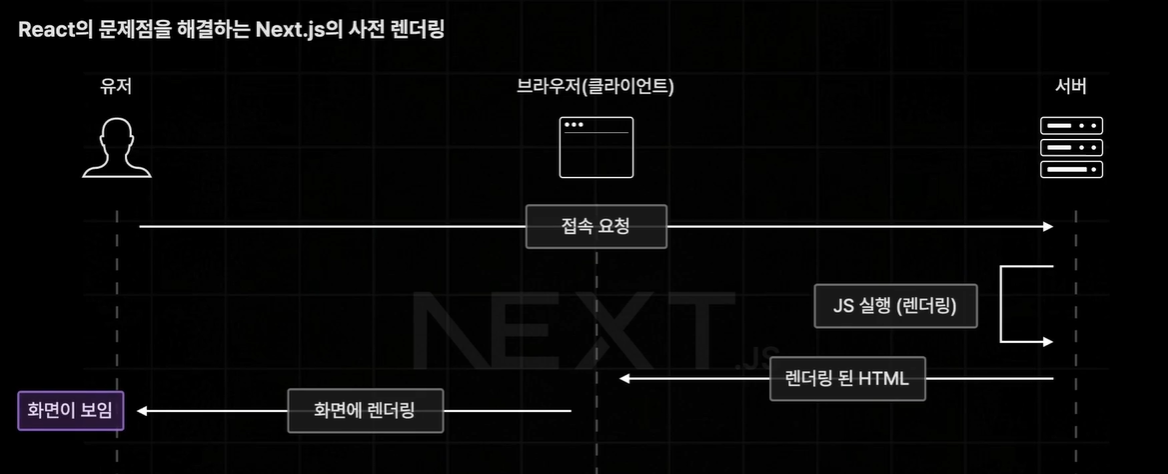 React의 문제점을 해결하는 Next.js의 사전 렌더링
유저
브라우저(클라이언트)
서버
접속 요청
JS 실행 (렌더링)
NEXT.JS
렌더링 된 HTML
화면에 렌더링
화면이 보임